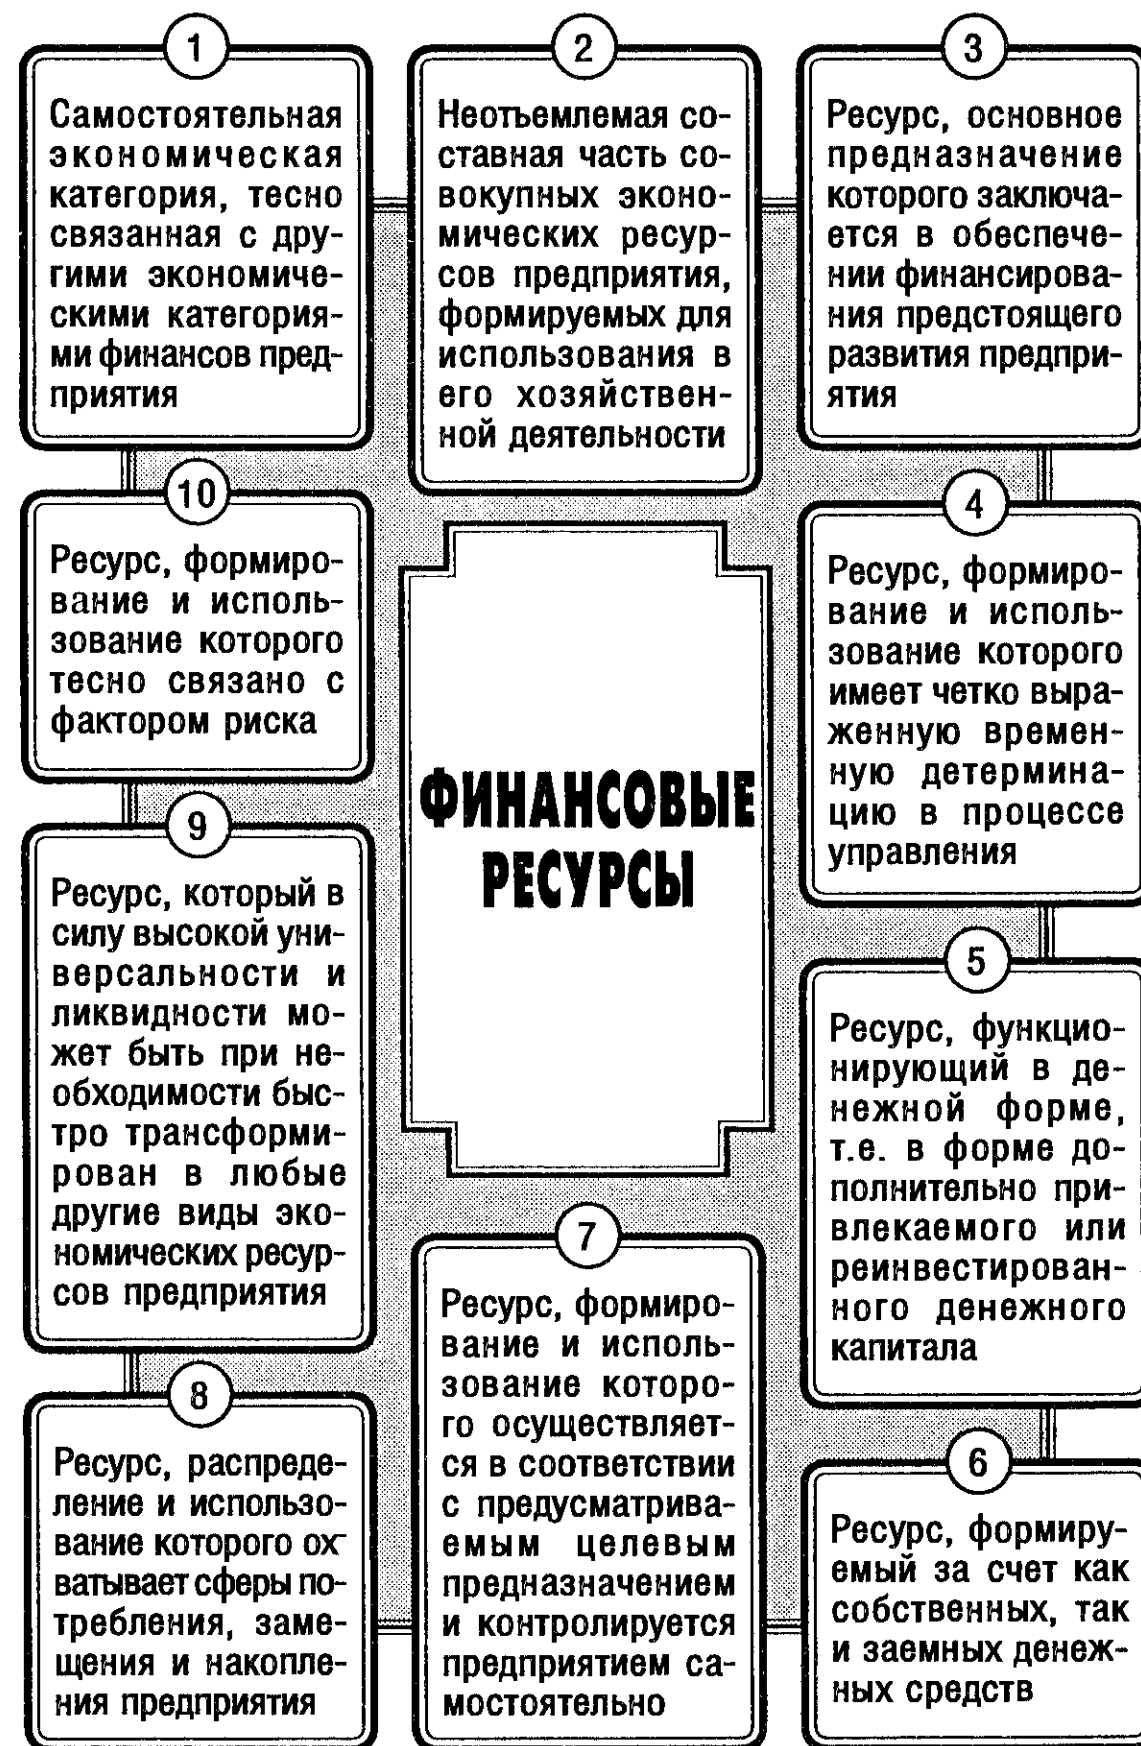 1
Самостоятельная
экономическая
категория, тесно
связанная с дру-
гими экономиче-
скими категория-
ми финансов пред-
приятия
2
Неотъемлемая со-
ставная часть со-
вокупных эконо-
мических ресур-
сов предприятия,
формируемых для
использования в
его хозяйствен-
ной деятельности
3
Ресурс, основное
предназначение
которого заключа-
ется в обеспече-
нии финансирова-
ния предстоящего
развития предпри-
ятия
4
Ресурс, формиро-
вание и исполь-
зование которого
имеет четко выра-
женную времен-
ную детермина-
цию в процессе
управления
5
Ресурс, функцио-
нирующий в де-
нежной форме,
т.е. в форме до-
полнительно при-
влекаемого или
реинвестирован-
ного денежного
капитала
6
Ресурс, формиру-
емый за счет как
собственных, так
и заемных денеж-
ных средств
7
Ресурс, формиро-
вание и исполь-
зование которо-
го осуществляет-
ся в соответствии
с предусматрива-
емым целевым
предназначением
и контролируется
предприятием са-
мостоятельно
8
Ресурс, распреде-
ление и использо-
вание которого ох-
ватывает сферы по-
требления, заме-
щения и накопле-
ния предприятия
9
Ресурс, который в
силу высокой уни-
версальности и
ликвидности мо-
жет быть при не-
обходимости быс-
тро трансформи-
рован в любые
другие виды эко-
номических ресур-
сов предприятия
10
Ресурс, формиро-
вание и исполь-
зование которого
тесно связано с
фактором риска
ФИНАНСОВЫЕ
РЕСУРСЫ